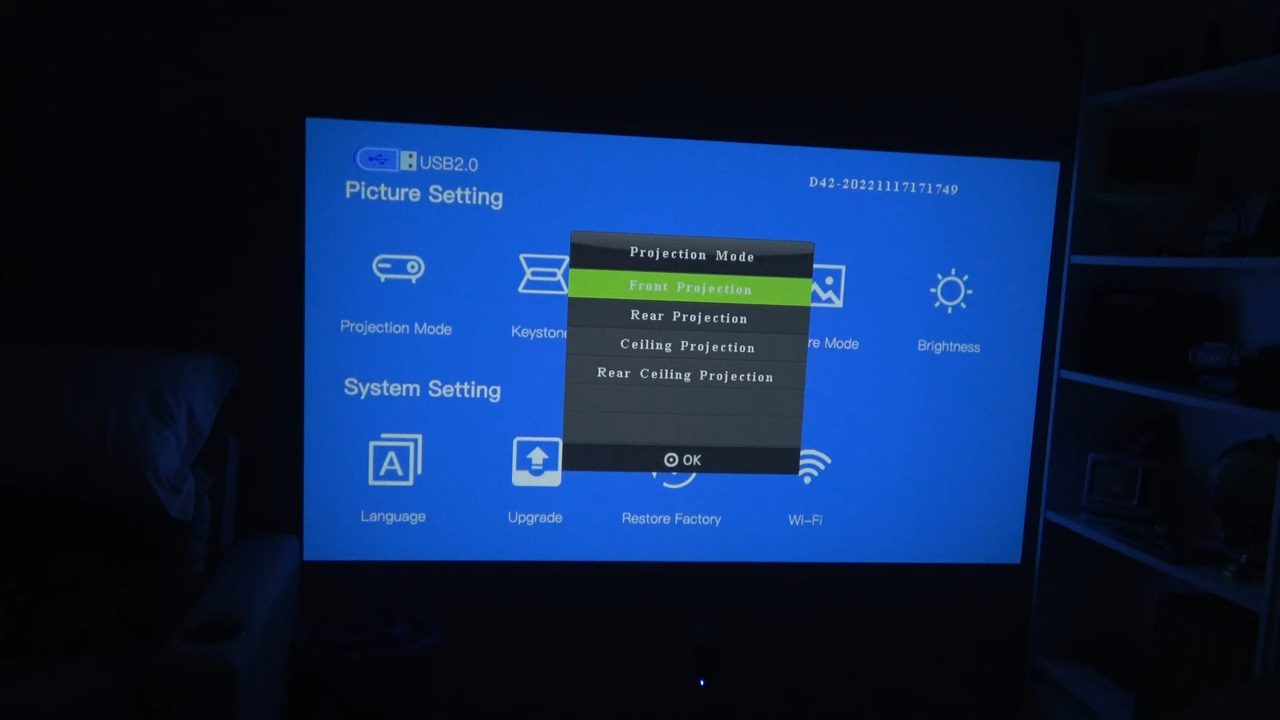 USB2.0
Picture Setting
D42-20221117171749
Projection Mode
Front Projection
Rear Projection
Ceiling Projection
Rear Ceiling Projection
OK
Projection Mode
Keystone
re Mode
Brightness
System Setting
A
Language
Upgrade
Restore Factory
Wi-Fi